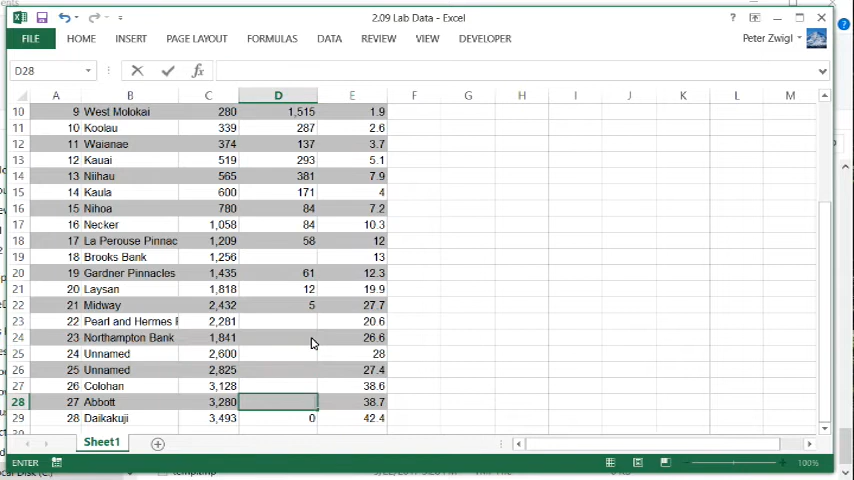 2.09 Lab Data - Excel
?
FILE HOME INSERT PAGE LAYOUT FORMULAS DATA REVIEW VIEW DEVELOPER Peter Zwigl
D28 fx
A B C D E F G H I J K L M
10 9 West Molokai 280 1,515 1.9
11 10 Koolau 339 287 2.6
12 11 Waianae 374 137 3.7
13 12 Kauai 519 293 5.1
14 13 Niihau 565 381 7.9
15 14 Kaula 600 171 4
16 15 Nihoa 780 84 7.2
17 16 Necker 1,058 84 10.3
18 17 La Perouse Pinnac 1,209 58 12
19 18 Brooks Bank 1,256 13
20 19 Gardner Pinnacles 1,435 61 12.3
21 20 Laysan 1,818 12 19.9
22 21 Midway 2,432 5 27.7
23 22 Pearl and Hermes 2,281 20.6
24 23 Northampton Bank 1,841 26.6
25 24 Unnamed 2,600 28
26 25 Unnamed 2,825 27.4
27 26 Colohan 3,128 38.6
28 27 Abbott 3,280 38.7
29 28 Daikakuji 3,493 0 42.4
Sheet1
ENTER 100%